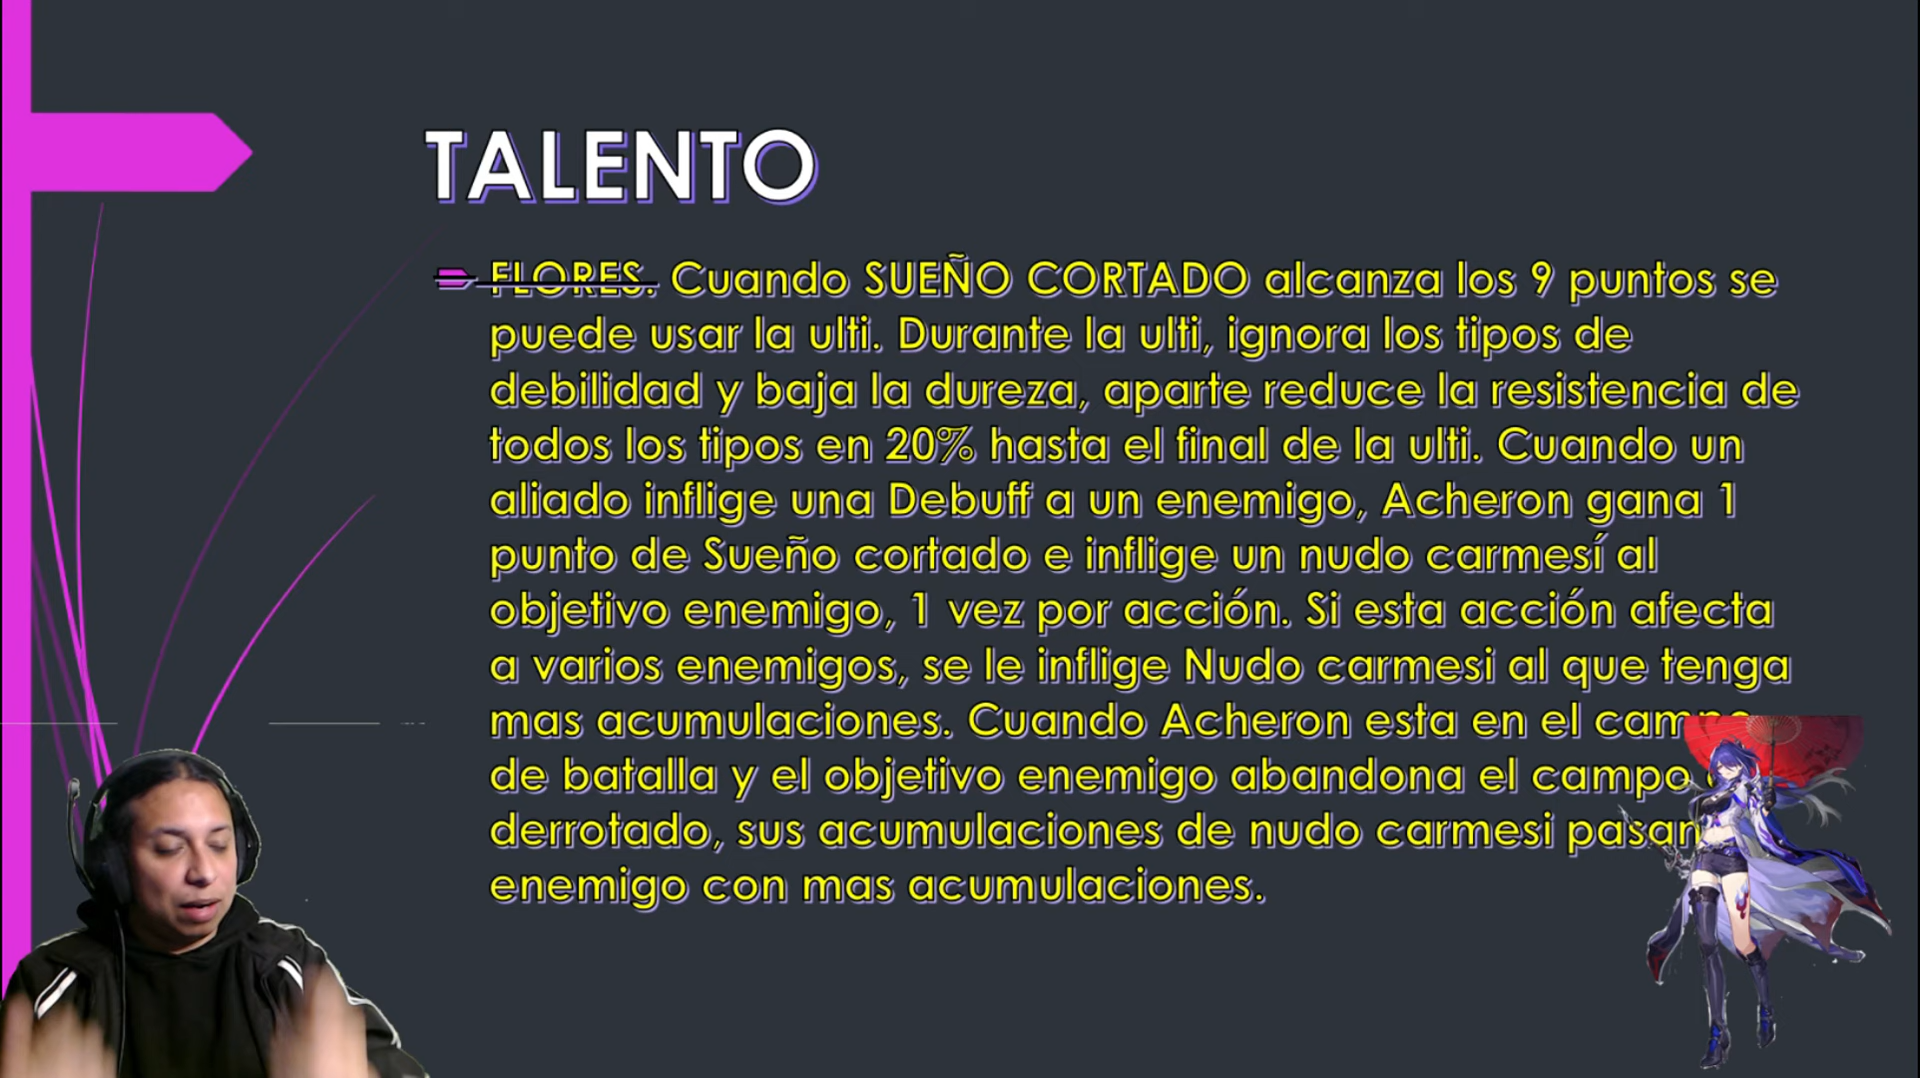 TALENTO
FLORES. Cuando SUEÑO CORTADO alcanza los 9 puntos se
puede usar la ulti. Durante la ulti, ignora los tipos de
debilidad y baja la dureza, aparte reduce la resistencia de
todos los tipos en 20% hasta el final de la ulti. Cuando un
aliado inflige una Debuff a un enemigo, Acheron gana 1
punto de Sueño cortado e inflige un nudo carmesí al
objetivo enemigo, 1 vez por acción. Si esta acción afecta
a varios enemigos, se le inflige Nudo carmesi al que tenga
mas acumulaciones. Cuando Acheron esta en el campo
de batalla y el objetivo enemigo abandona el campo
derrotado, sus acumulaciones de nudo carmesi pasan
enemigo con mas acumulaciones.